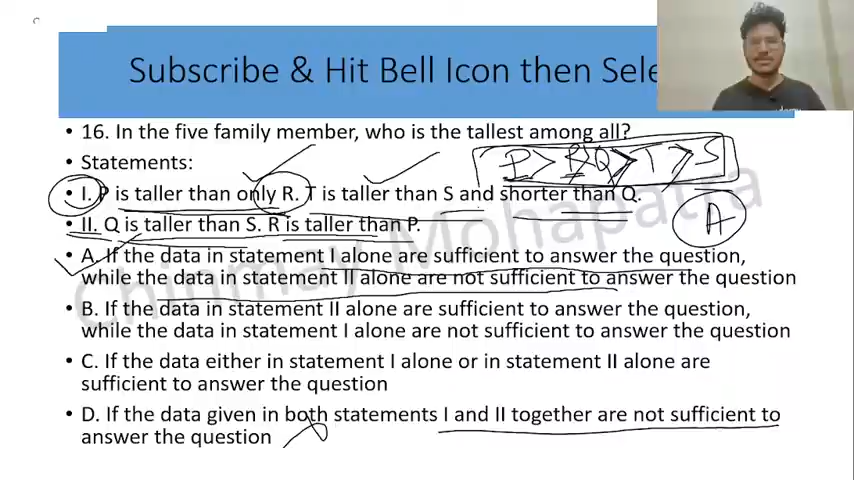 Subscribe & Hit Bell Icon then Sele
• 16. In the five family member, who is the tallest among all?
• Statements:
P > R > Q > T > S
• I. P is taller than only R. T is taller than S and shorter than Q.
• II. Q is taller than S. R is taller than P.
A
• A. If the data in statement I alone are sufficient to answer the question,
while the data in statement II alone are not sufficient to answer the question
• B. If the data in statement II alone are sufficient to answer the question,
while the data in statement I alone are not sufficient to answer the question
• C. If the data either in statement I alone or in statement II alone are
sufficient to answer the question
• D. If the data given in both statements I and II together are not sufficient to
answer the question
Chinmay Mohapatra